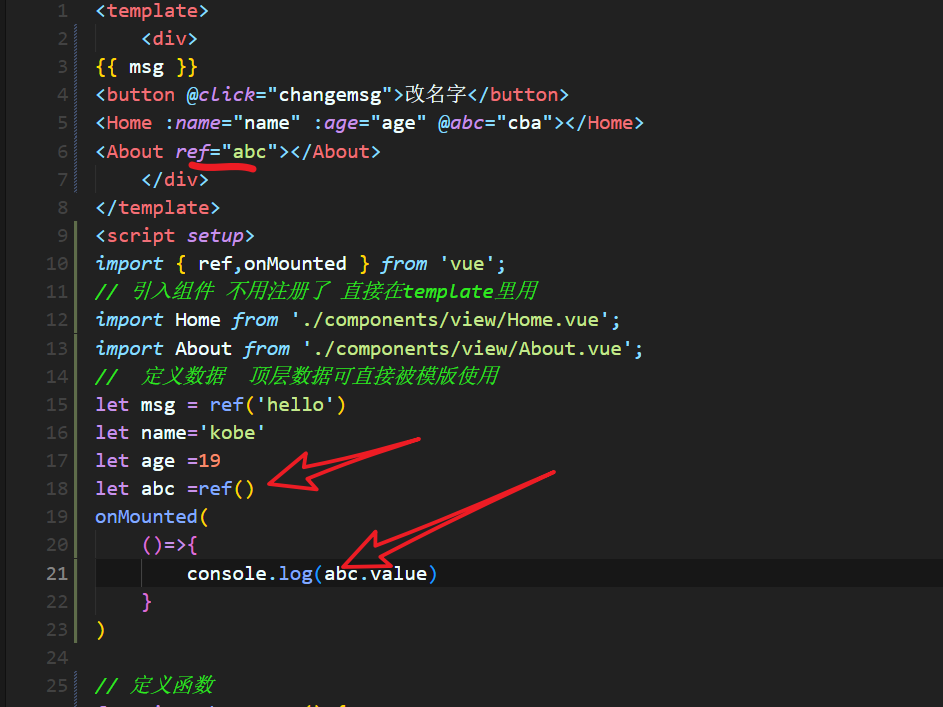 1 <template>
2 <div>
3 {{ msg }}
4 <button @click="changemsg">改名字</button>
5 <Home :name="name" :age="age" @abc="cba"></Home>
6 <About ref="abc"></About>
7 </div>
8 </template>
9 <script setup>
10 import { ref,onMounted } from 'vue';
11 // 引入组件 不用注册了 直接在template里用
12 import Home from './components/view/Home.vue';
13 import About from './components/view/About.vue';
14 // 定义数据 顶层数据可直接被模版使用
15 let msg = ref('hello')
16 let name='kobe'
17 let age =19
18 let abc =ref()
19 onMounted(
20 ()=>{
21 console.log(abc.value)
22 }
23 )
24
25 // 定义函数